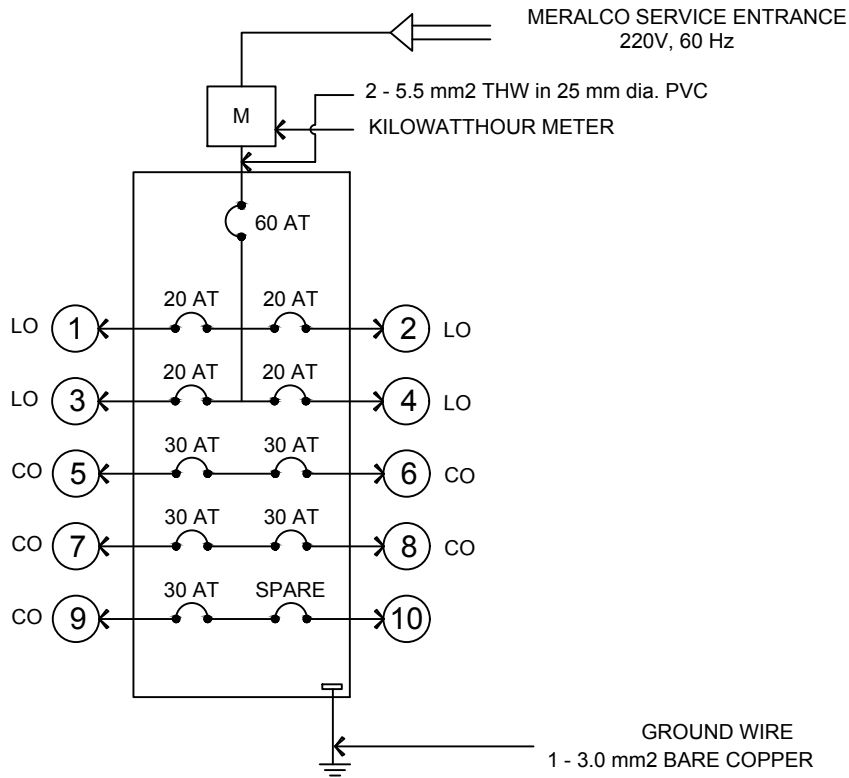 MERALCO SERVICE ENTRANCE
220V, 60 Hz
2 - 5.5 mm2 THW in 25 mm dia. PVC
M
KILOWATTHOUR METER
60 AT
20 AT 20 AT
LO 1 2 LO
20 AT 20 AT
LO 3 4 LO
30 AT 30 AT
CO 5 6 CO
30 AT 30 AT
CO 7 8 CO
30 AT SPARE
CO 9 10
GROUND WIRE
1 - 3.0 mm2 BARE COPPER